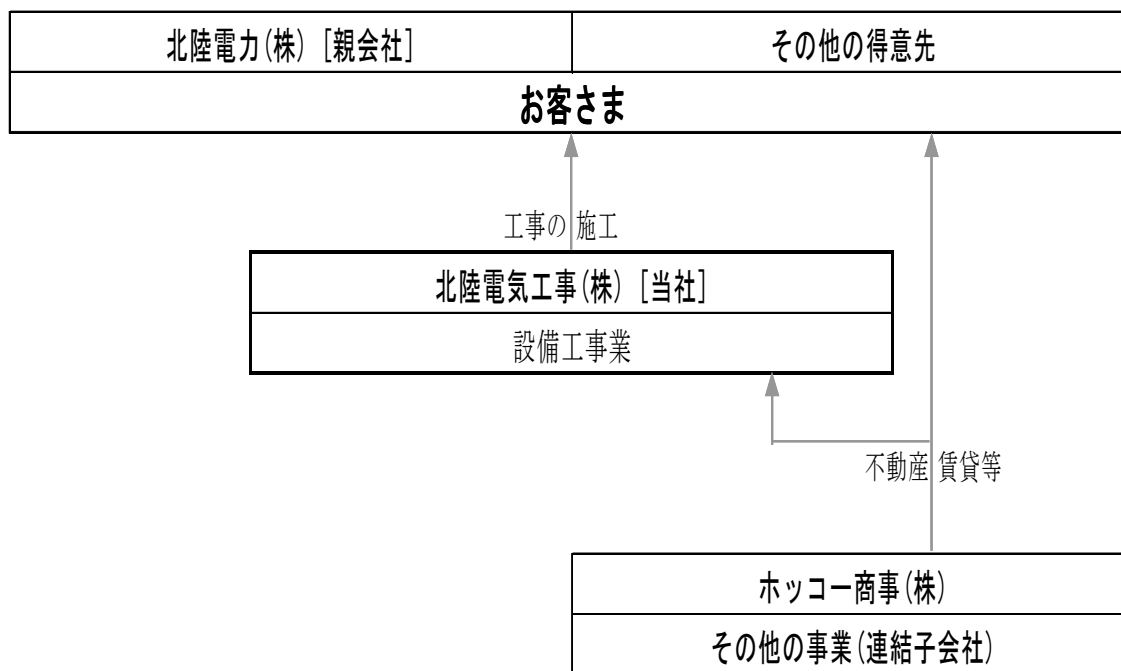 北陸電力(株) [親会社]
その他の得意先
お客さま
工事の施工
北陸電気工事(株) [当社]
設備工事業
不動産賃貸等
ホッコー商事(株)
その他の事業(連結子会社)